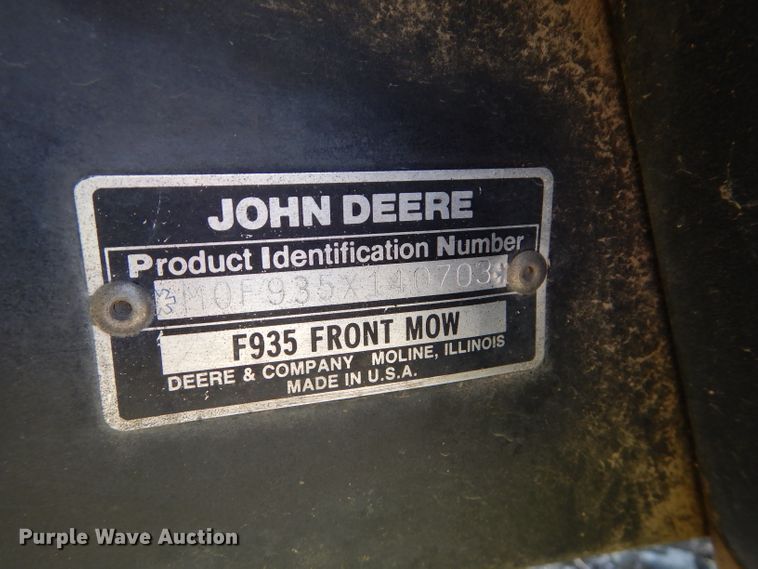 JOHN DEERE
Product Identification Number
M0F935X140703
F935 FRONT MOW
DEERE & COMPANY MOLINE, ILLINOIS
MADE IN U.S.A.
Purple Wave Auction